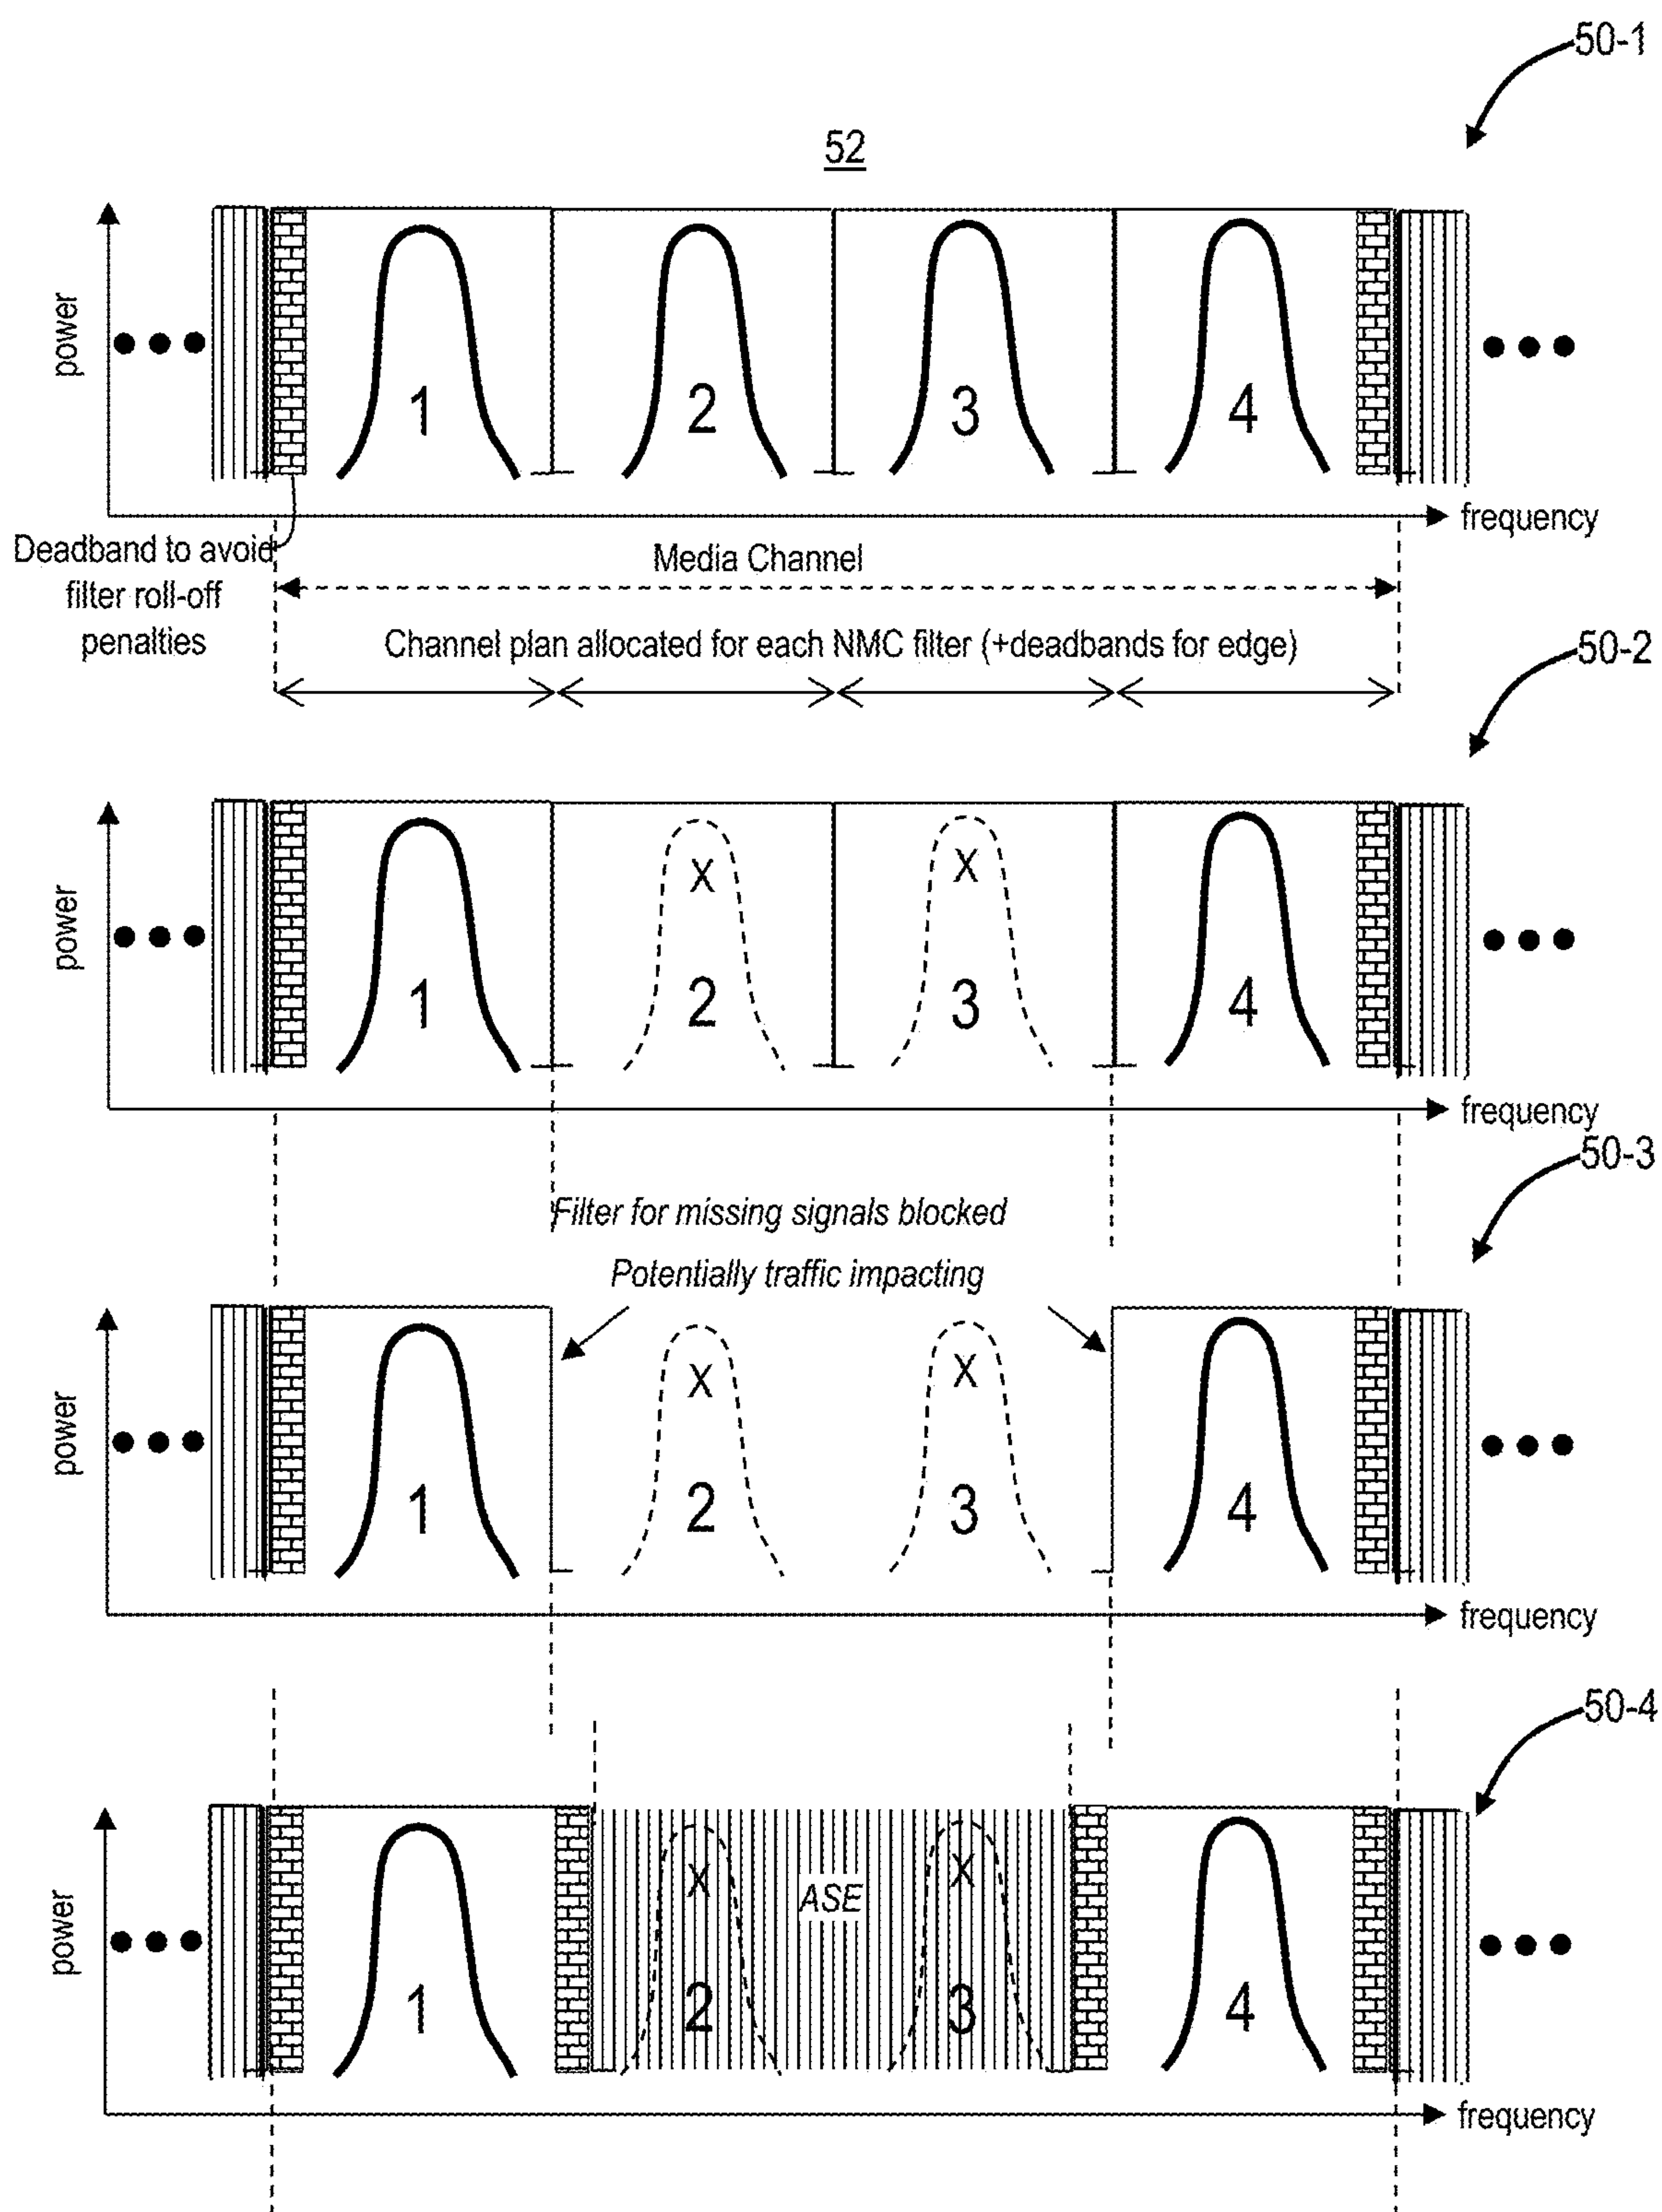 50-1
52
power
1
2
3
4
frequency
Deadband to avoid
filter roll-off
penalties
Media Channel
Channel plan allocated for each NMC filter (+deadbands for edge)
50-2
power
1
X
2
X
3
4
frequency
50-3
Filter for missing signals blocked
Potentially traffic impacting
power
1
X
2
X
3
4
frequency
50-4
power
1
X
2
ASE
X
3
4
frequency